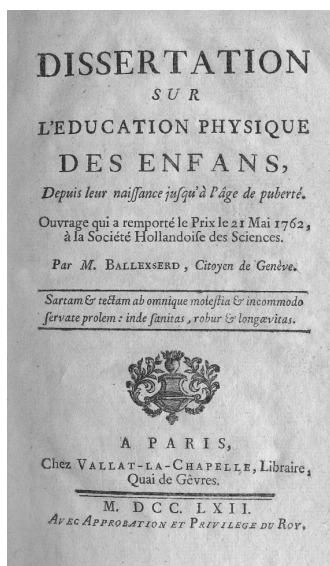 DISSERTATION
SUR
L'EDUCATION PHYSIQUE
DES ENFANS,
Depuis leur naiſſance juſqu'à l'âge de puberté.
Ouvrage qui a remporté le Prix le 21 Mai 1762,
à la Société Hollandoiſe des Sciences.
Par M. BALLEXSERD, Citoyen de Genêve.
Sartam & tectam ab omnique moleſtia & incommodo
ſervate prolem : inde ſanitas, robur & longævitas.
A PARIS,
Chez VALLAT-LA-CHAPELLE, Libraire,
Quai de Gêvres.
M. DCC. LXII.
AVEC APPROBATION ET PRIVILEGE DU ROY.